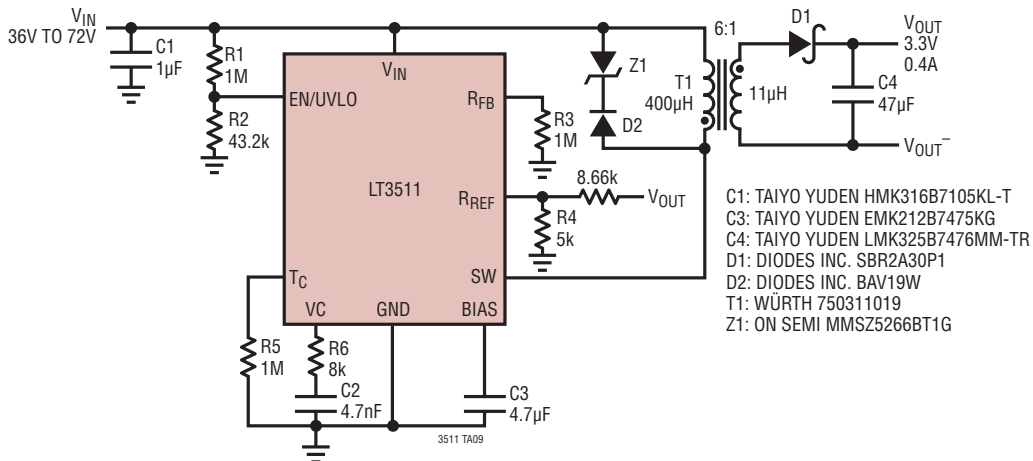 VIN
36V TO 72V
C1
1µF
R1
1M
R2
43.2k
VIN
EN/UVLO
RFB
LT3511
RREF
TC
SW
VC
GND
BIAS
R3
1M
8.66k
VOUT
R4
5k
R5
1M
R6
8k
C2
4.7nF
C3
4.7µF
3511 TA09
Z1
D2
6:1
T1
400µH
11µH
D1
C4
47µF
VOUT
3.3V
0.4A
VOUT–
C1: TAIYO YUDEN HMK316B7105KL-T
C3: TAIYO YUDEN EMK212B7475KG
C4: TAIYO YUDEN LMK325B7476MM-TR
D1: DIODES INC. SBR2A30P1
D2: DIODES INC. BAV19W
T1: WÜRTH 750311019
Z1: ON SEMI MMSZ5266BT1G